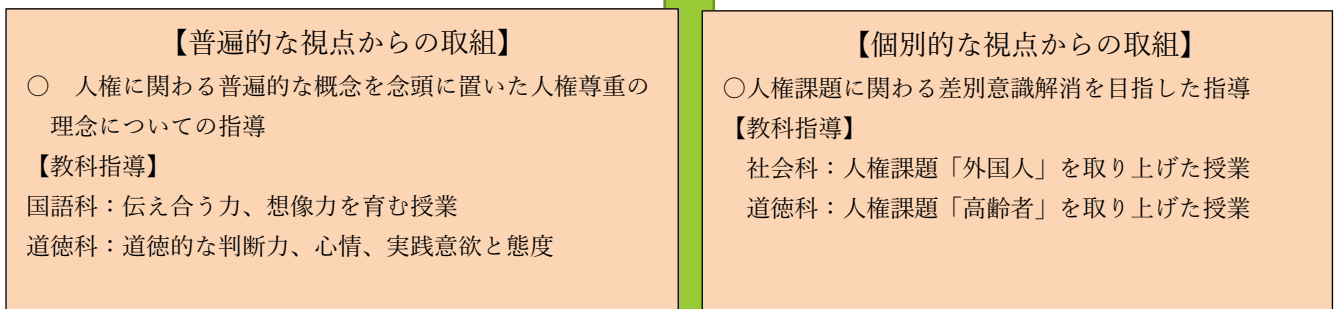 【普遍的な視点からの取組】
○　人権に関わる普遍的な概念を念頭に置いた人権尊重の
理念についての指導
【教科指導】
国語科：伝え合う力、想像力を育む授業
道徳科：道徳的な判断力、心情、実践意欲と態度
【個別的な視点からの取組】
○人権課題に関わる差別意識解消を目指した指導
【教科指導】
社会科：人権課題「外国人」を取り上げた授業
道徳科：人権課題「高齢者」を取り上げた授業